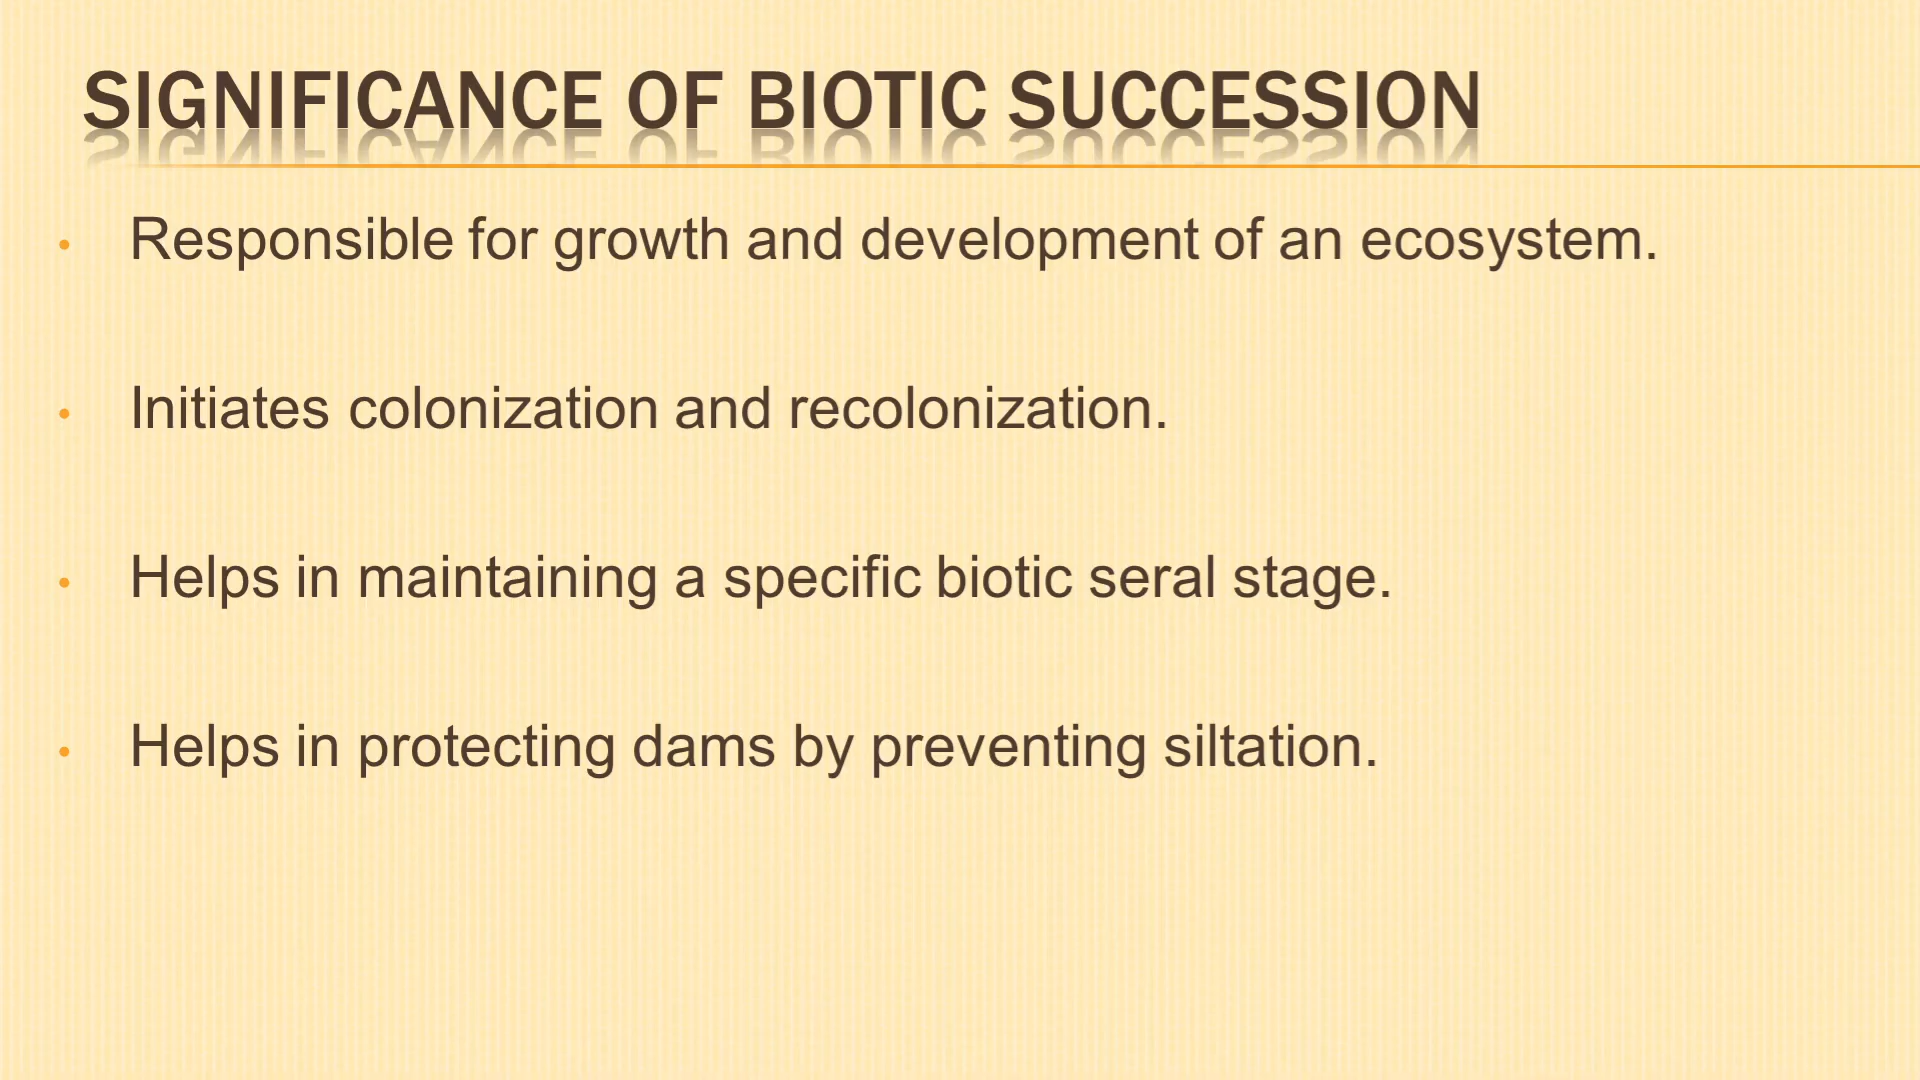 SIGNIFICANCE OF BIOTIC SUCCESSION
• Responsible for growth and development of an ecosystem.
• Initiates colonization and recolonization.
• Helps in maintaining a specific biotic seral stage.
• Helps in protecting dams by preventing siltation.